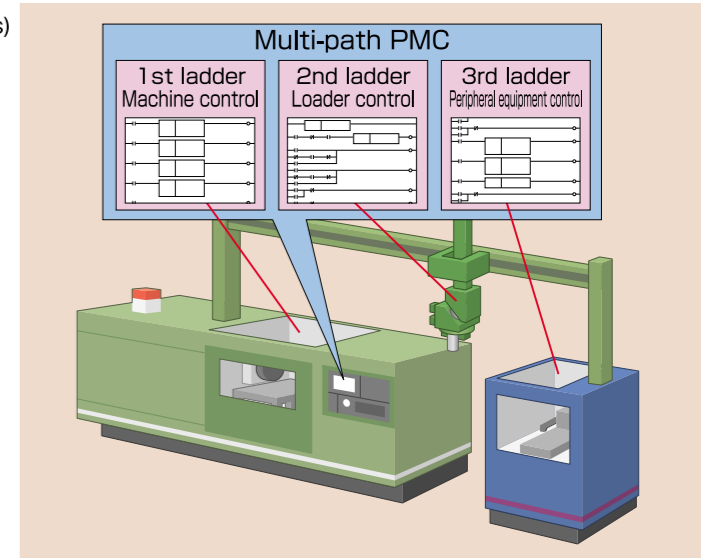 s)
Multi-path PMC
1st ladder
Machine control
2nd ladder
Loader control
3rd ladder
Peripheral equipment control